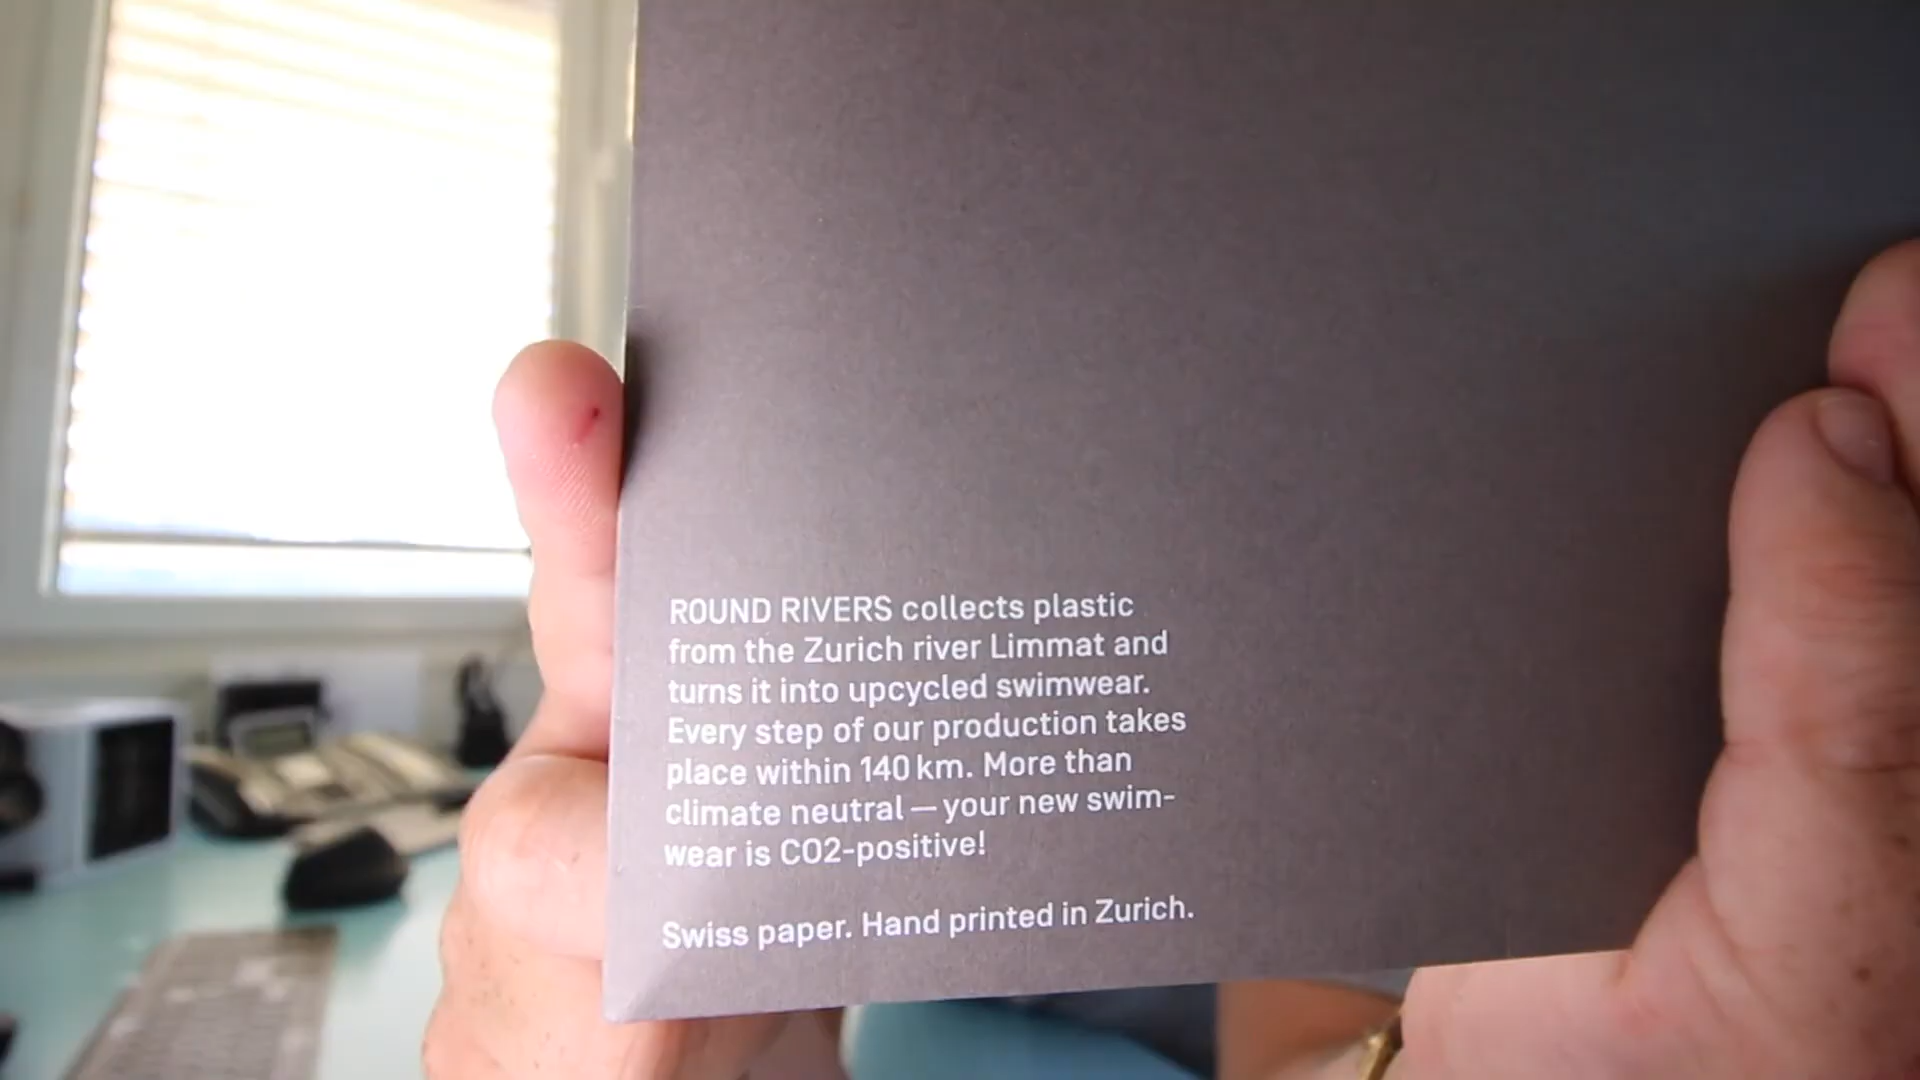 ROUND RIVERS collects plastic
from the Zurich river Limmat and
turns it into upcycled swimwear.
Every step of our production takes
place within 140 km. More than
climate neutral — your new swim-
wear is CO2-positive!
Swiss paper. Hand printed in Zurich.